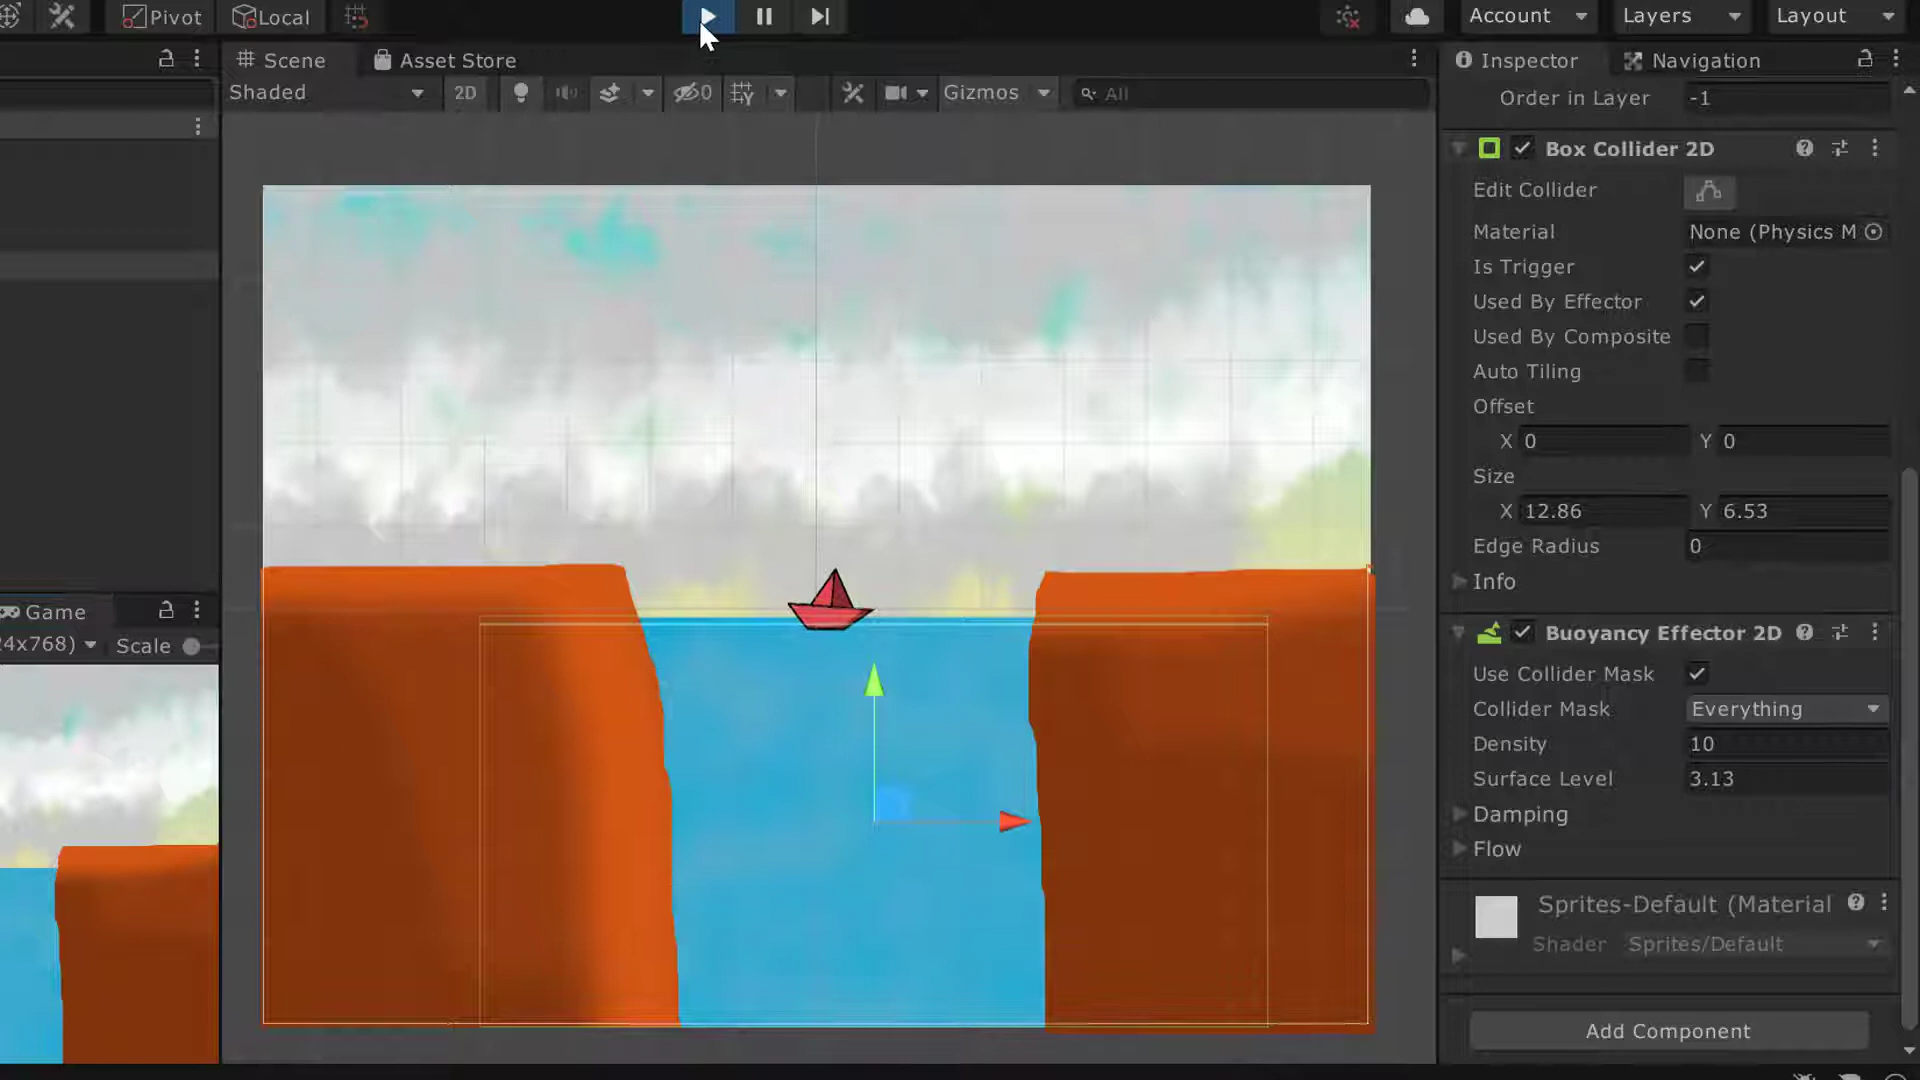 Pivot
Local
Account
Layers
Layout
Scene
Asset Store
Shaded
2D
0
Gizmos
All
Game
24x768)
Scale
Inspector
Navigation
Order in Layer
-1
Box Collider 2D
Edit Collider
Material
None (Physics M
Is Trigger
Used By Effector
Used By Composite
Auto Tiling
Offset
X 0
Y 0
Size
X 12.86
Y 6.53
Edge Radius
0
Info
Buoyancy Effector 2D
Use Collider Mask
Collider Mask
Everything
Density
10
Surface Level
3.13
Damping
Flow
Sprites-Default (Material
Shader
Sprites/Default
Add Component